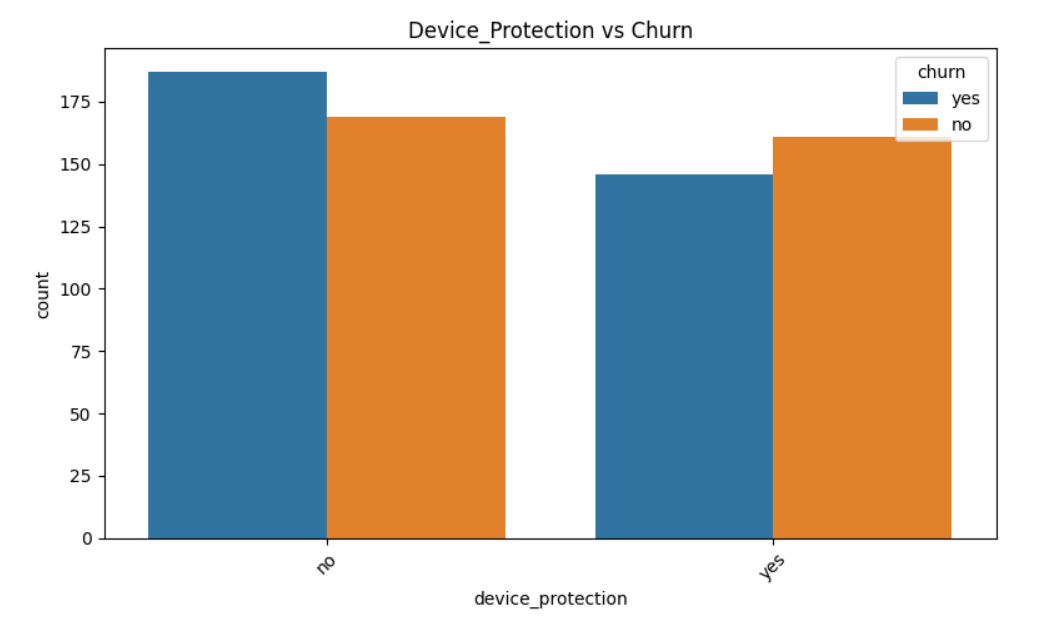 Device_Protection vs Churn
churn
yes
no
175
150
125
100
75
50
25
0
count
no
yes
device_protection